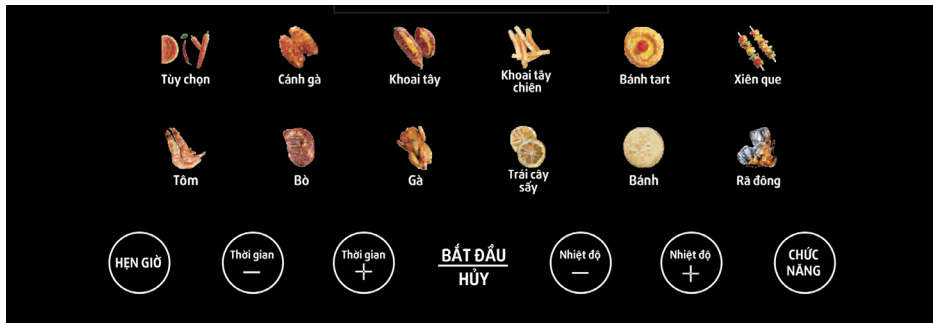 DIY
Tùy chọn
Cánh gà
Khoai tây
Khoai tây
chiên
Bánh tart
Xiên que
Tôm
Bò
Gà
Trái cây
sấy
Bánh
Rã đông
HẸN GIỜ
Thời gian
−
Thời gian
+
BẮT ĐẦU
HỦY
Nhiệt độ
−
Nhiệt độ
+
CHỨC
NĂNG